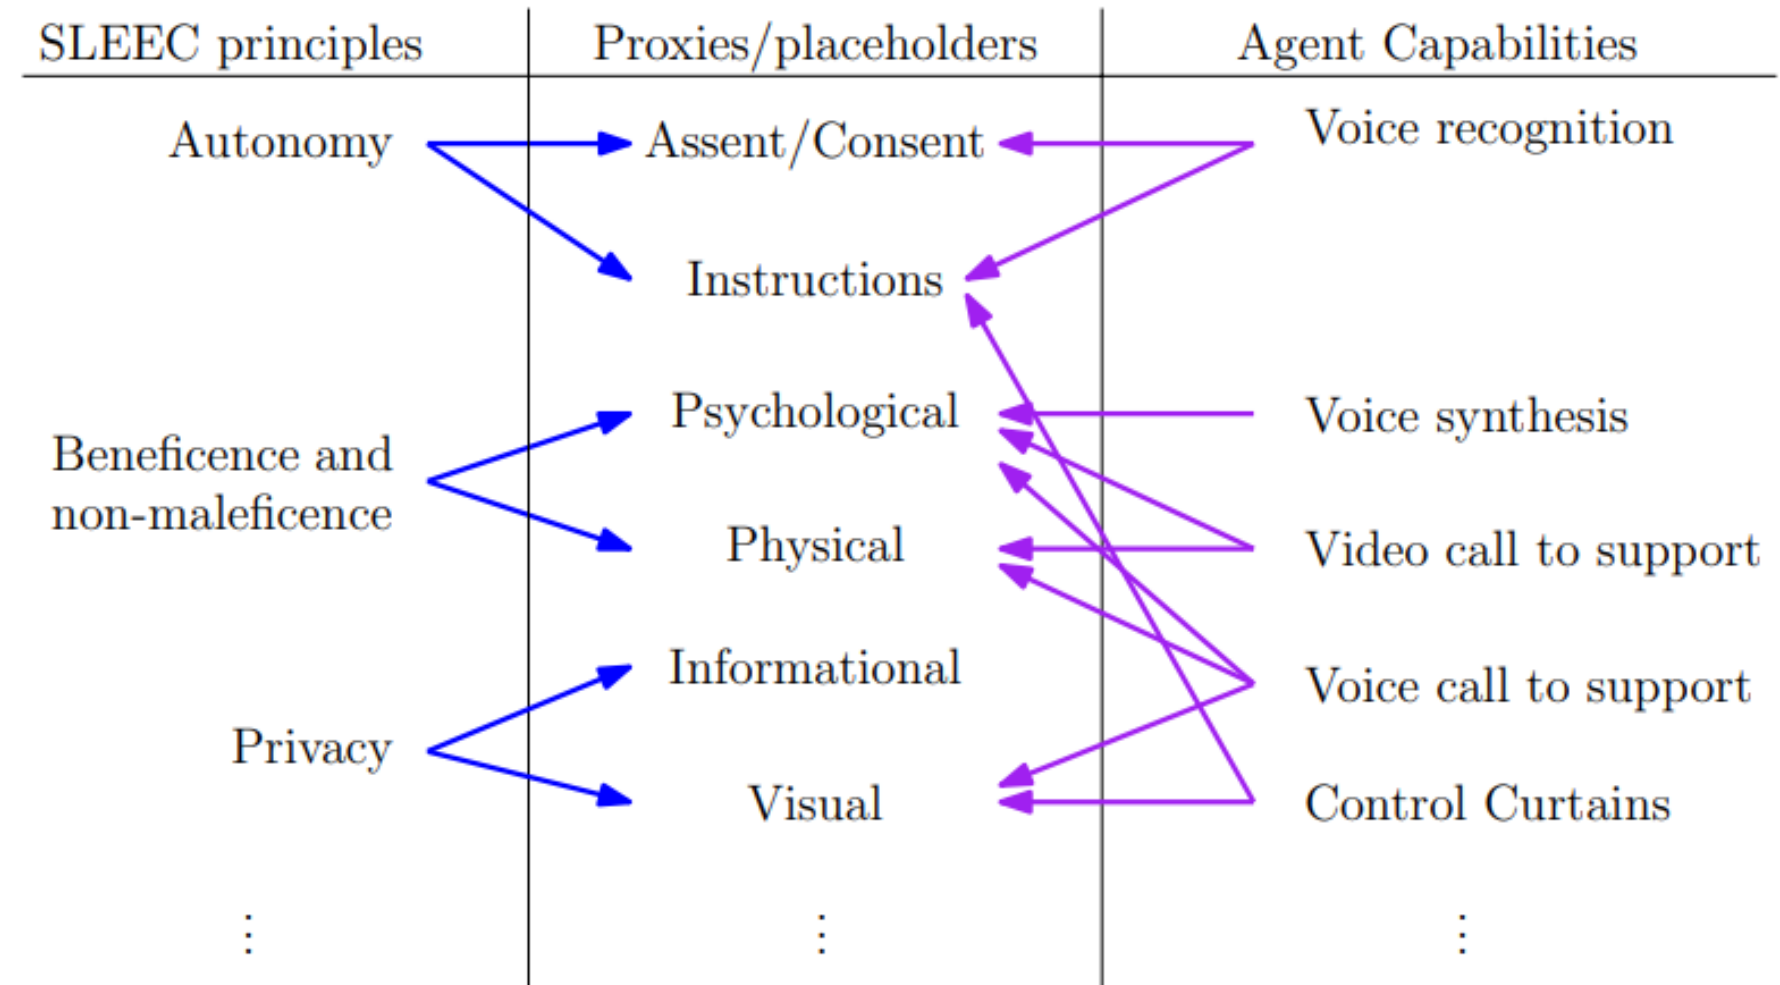 SLEEC principles
Proxies/placeholders
Agent Capabilities
Autonomy
Assent/Consent
Voice recognition
Instructions
Psychological
Voice synthesis
Beneficence and
non-maleficence
Physical
Video call to support
Informational
Voice call to support
Privacy
Visual
Control Curtains
⋮
⋮
⋮